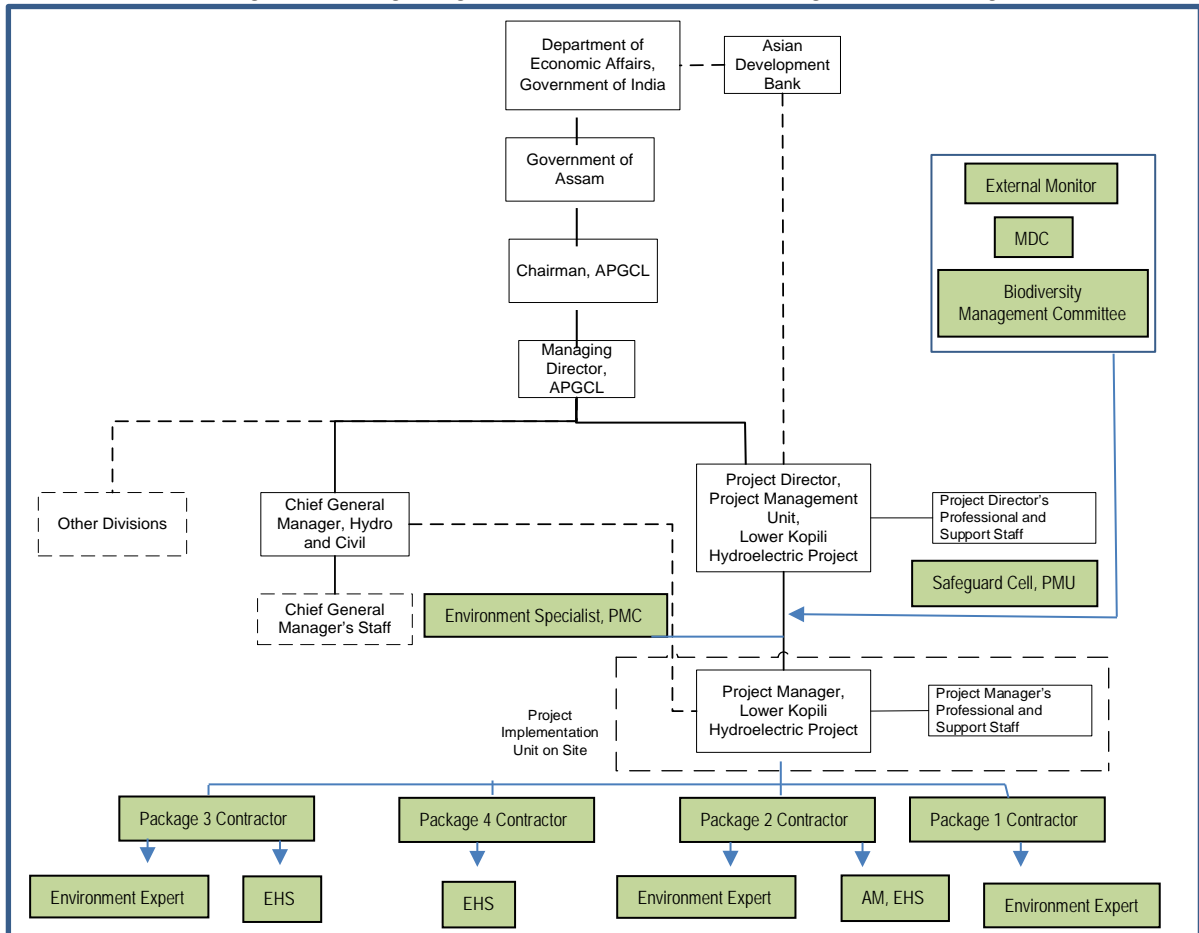 Department of
Economic Affairs,
Government of India
Asian
Development
Bank
Government of
Assam
External Monitor
MDC
Biodiversity
Management Committee
Chairman, APGCL
Managing
Director,
APGCL
Other Divisions
Chief General
Manager, Hydro
and Civil
Project Director,
Project Management
Unit,
Lower Kopili
Hydroelectric Project
Project Director's
Professional and
Support Staff
Safeguard Cell, PMU
Chief General
Manager's Staff
Environment Specialist, PMC
Project
Implementation
Unit on Site
Project Manager,
Lower Kopili
Hydroelectric Project
Project Manager's
Professional and
Support Staff
Package 3 Contractor
Package 4 Contractor
Package 2 Contractor
Package 1 Contractor
Environment Expert
EHS
EHS
Environment Expert
AM, EHS
Environment Expert